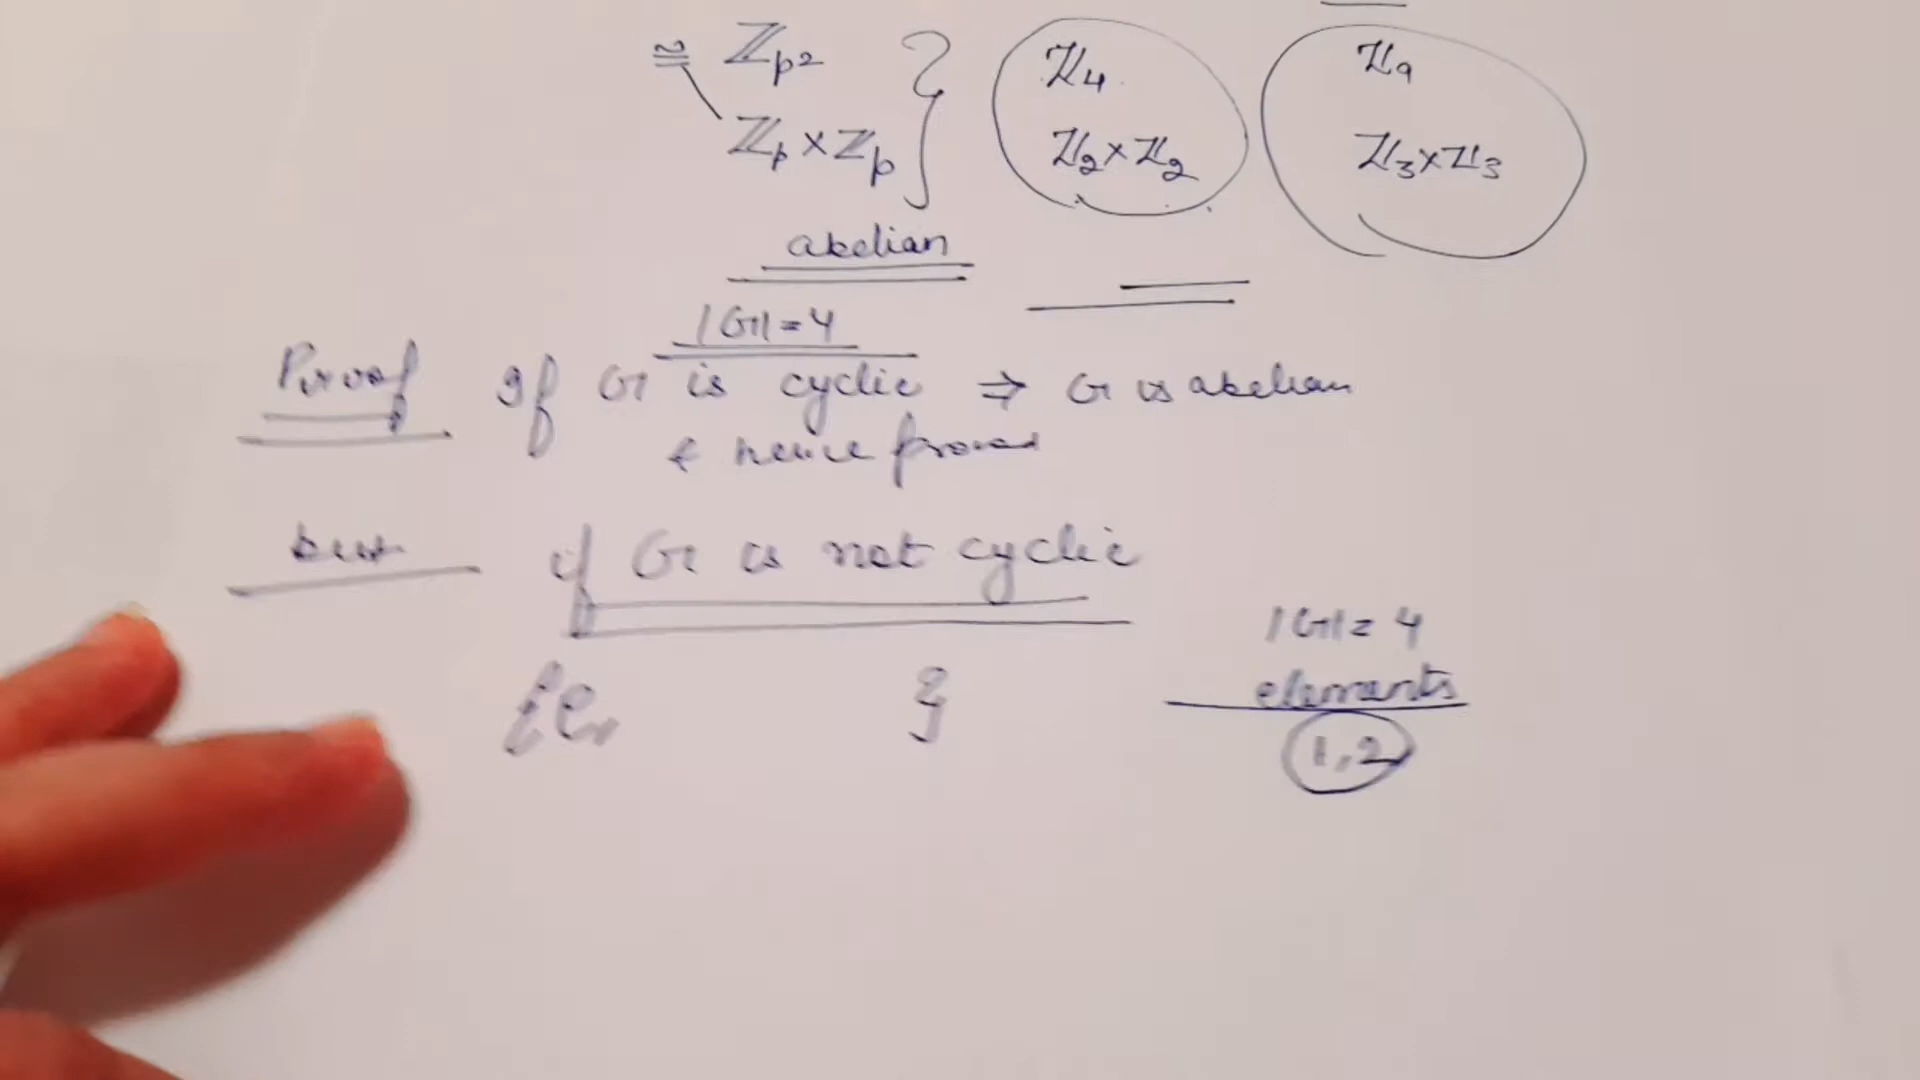 ≅ ℤp² } ℤ4 ℤ9
ℤp×ℤp ℤ2×ℤ2 ℤ3×ℤ3
abelian
|G|=4
Proof If G is cyclic ⇒ G is abelian
& hence proved
but if G is not cyclic
|G|= 4
elemants
{e, }
1,2